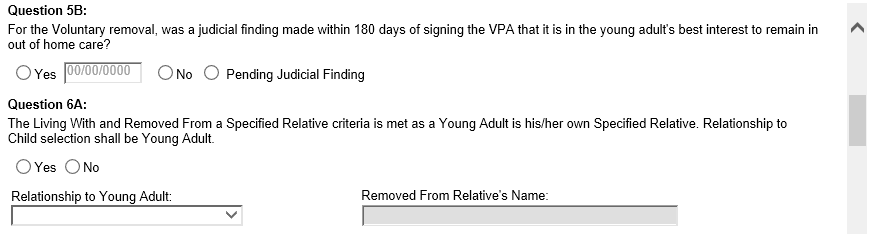 Question 5B:
For the Voluntary removal, was a judicial finding made within 180 days of signing the VPA that it is in the young adult's best interest to remain in
out of home care?
Yes 00/00/0000 No Pending Judicial Finding
Question 6A:
The Living With and Removed From a Specified Relative criteria is met as a Young Adult is his/her own Specified Relative. Relationship to
Child selection shall be Young Adult.
Yes No
Relationship to Young Adult: Removed From Relative's Name: